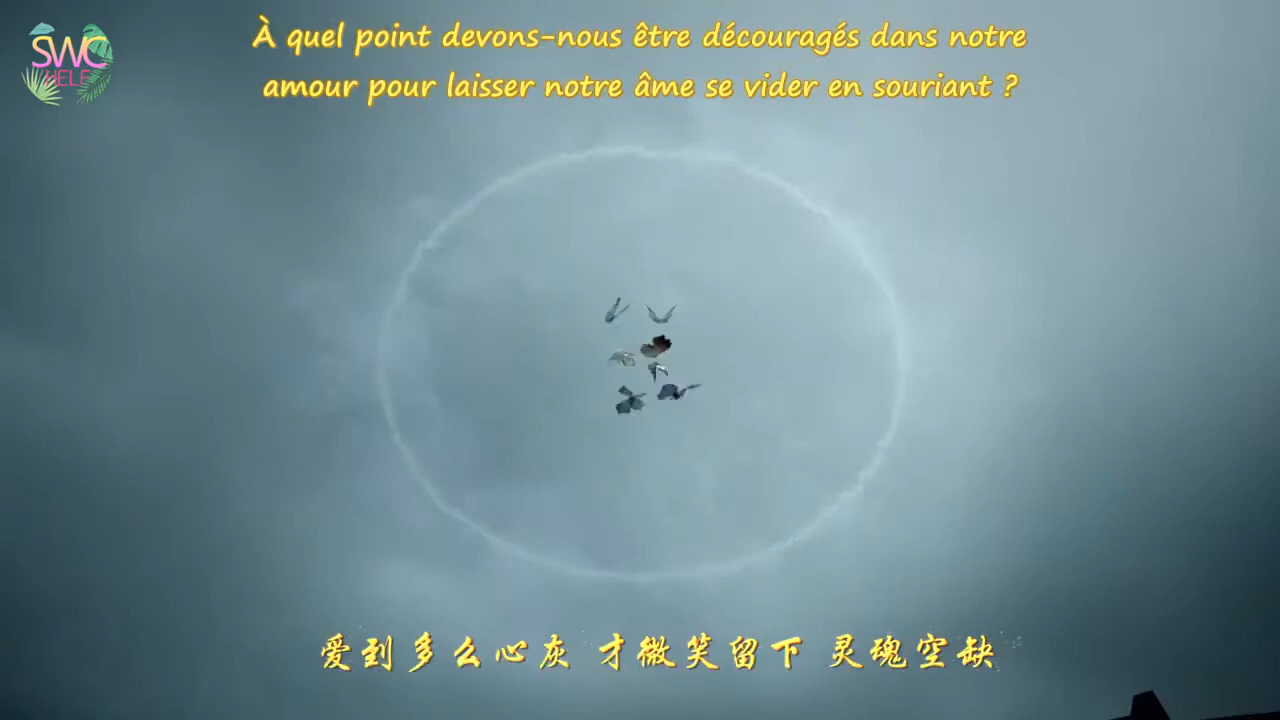 SWC
HELE
À quel point devons-nous être découragés dans notre
amour pour laisser notre âme se vider en souriant ?
爱到多么心灰 才微笑留下 灵魂空缺